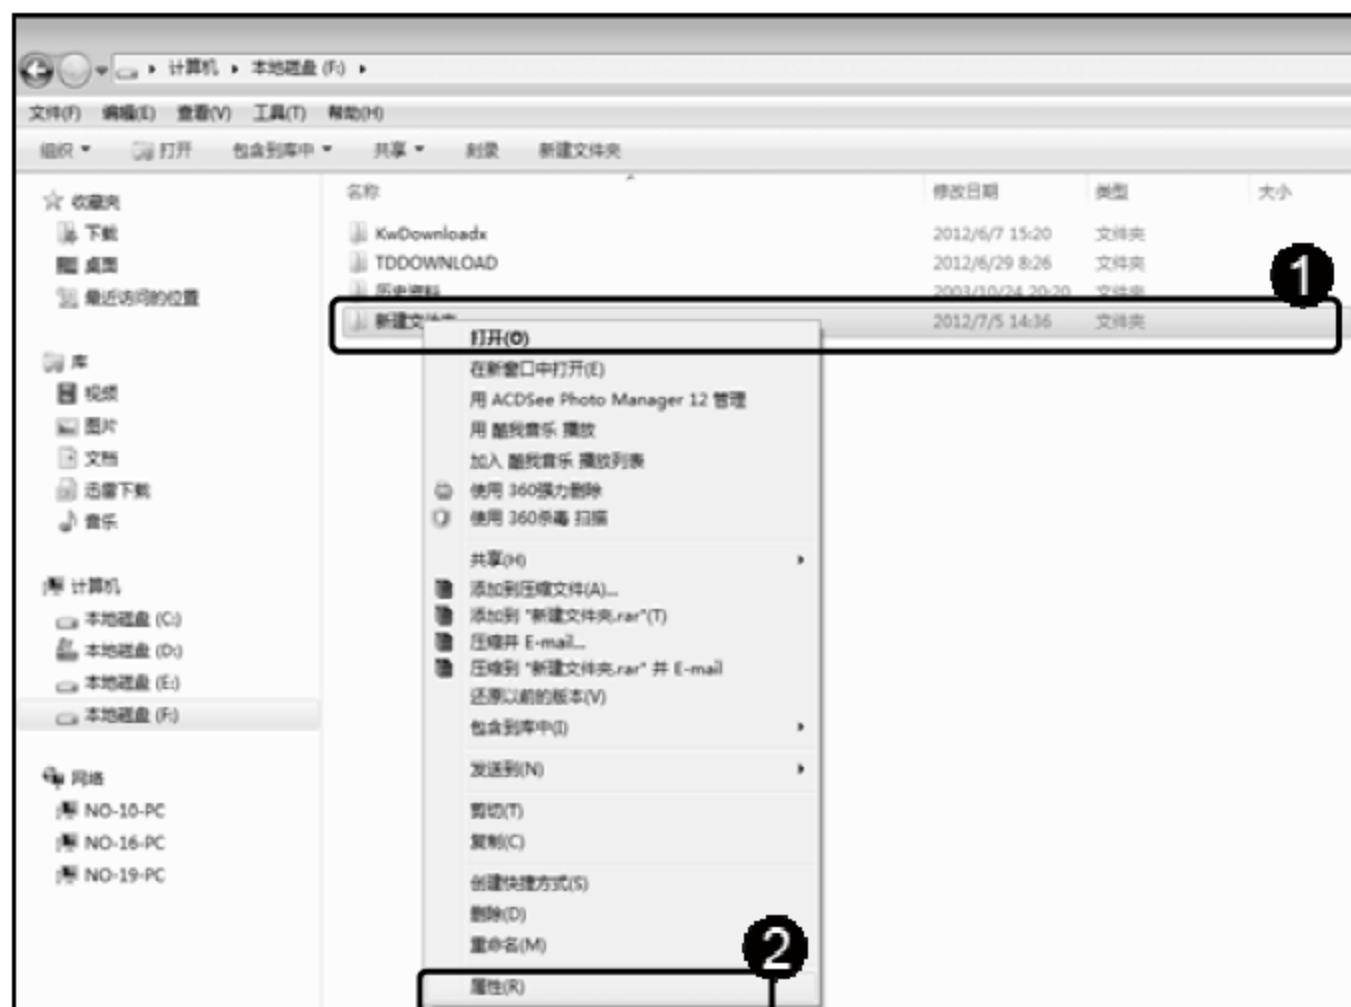 计算机 本地磁盘 (F:)
文件(F) 编辑(E) 查看(V) 工具(T) 帮助(H)
组织 打开 包含到库中 共享 刻录 新建文件夹
收藏夹
下载
桌面
最近访问的位置
库
视频
图片
文档
迅雷下载
音乐
计算机
本地磁盘 (C:)
本地磁盘 (D:)
本地磁盘 (E:)
本地磁盘 (F:)
网络
NO-10-PC
NO-16-PC
NO-19-PC
名称 修改日期 类型 大小
KwDownloadx 2012/6/7 15:20 文件夹
TDDOWNLOAD 2012/6/29 8:26 文件夹
历史资料 2003/10/24 20:20 文件夹
1
新建文件夹 2012/7/5 14:36 文件夹
打开(O)
在新窗口中打开(E)
用 ACDSee Photo Manager 12 管理
用 酷我音乐 播放
加入 酷我音乐 播放列表
使用 360强力删除
使用 360杀毒 扫描
共享(H)
添加到压缩文件(A)...
添加到 "新建文件夹.rar"(T)
压缩并 E-mail...
压缩到 "新建文件夹.rar" 并 E-mail
还原以前的版本(V)
包含到库中(I)
发送到(N)
剪切(T)
复制(C)
创建快捷方式(S)
删除(D)
重命名(M)
2
属性(R)